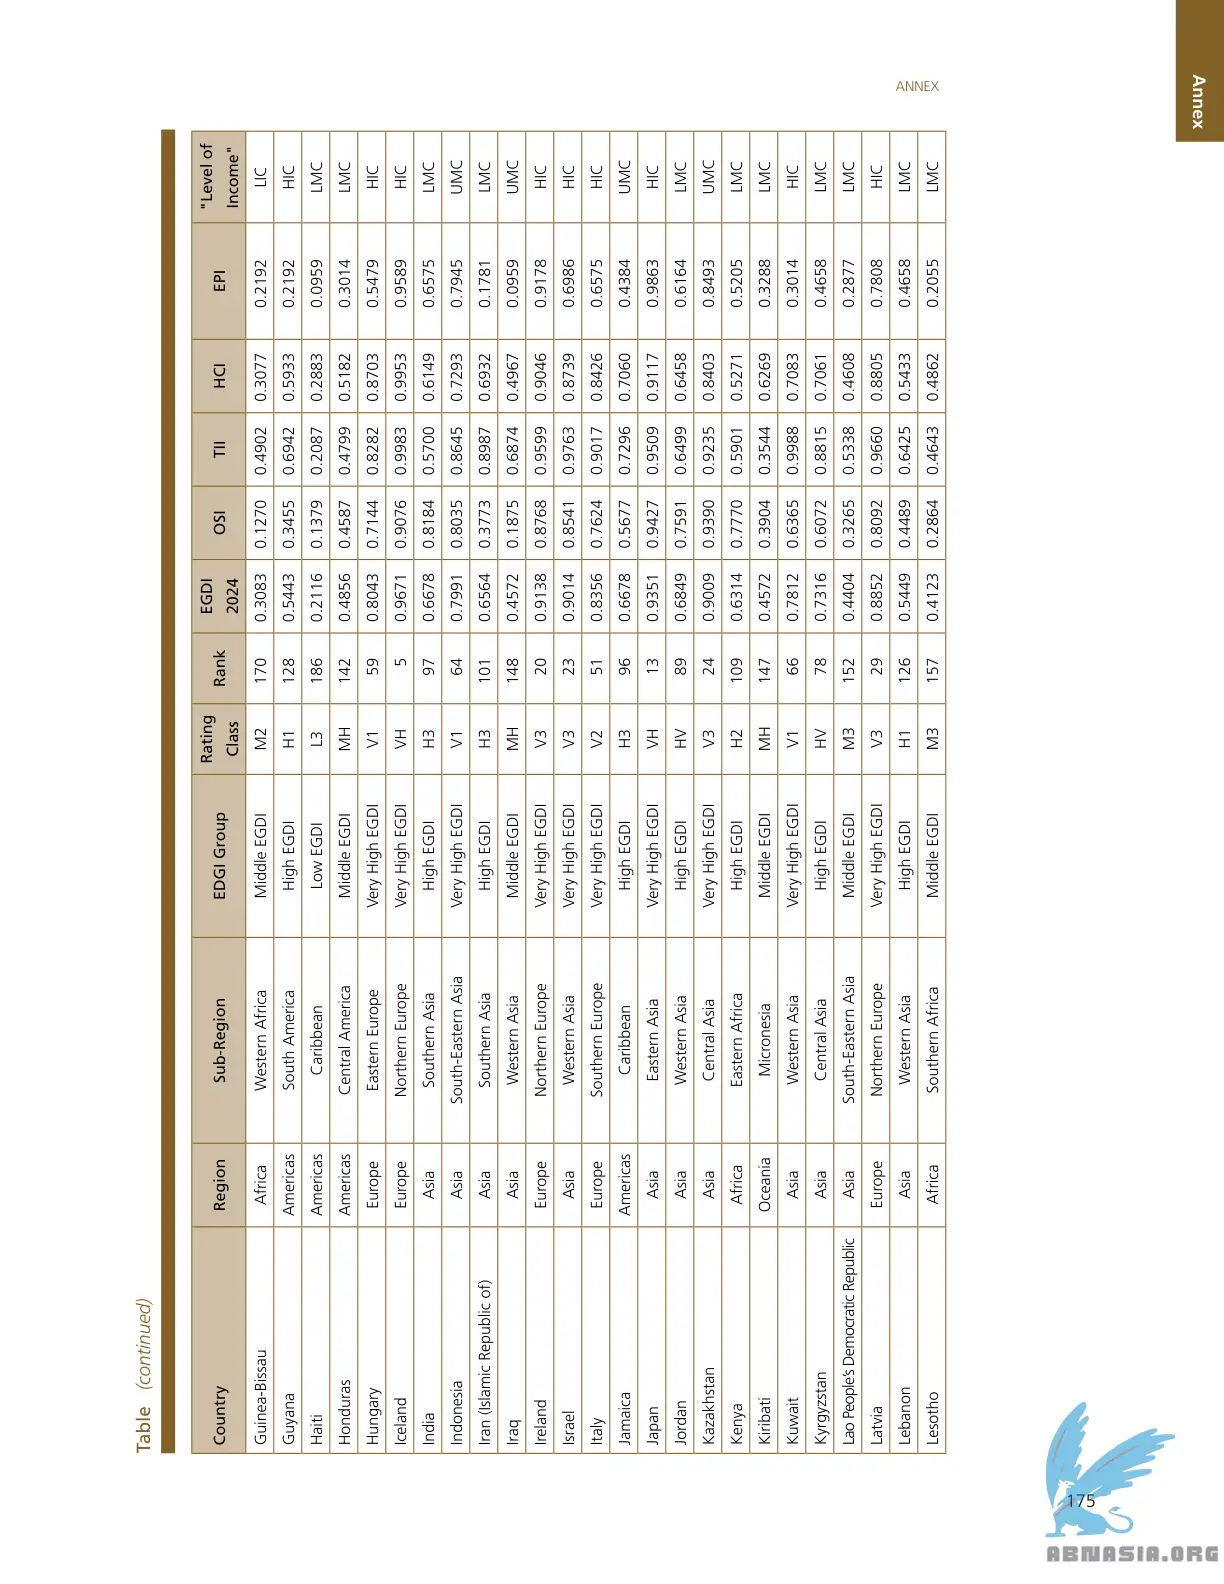 Annex
ANNEX
Table (continued)
Country Region Sub-Region EDGI Group Rating Class Rank EGDI 2024 OSI TII HCI EPI "Level of Income"
Guinea-Bissau Africa Western Africa Middle EGDI M2 170 0.3083 0.1270 0.4902 0.3077 0.2192 LIC
Guyana Americas South America High EGDI H1 128 0.5443 0.3455 0.6942 0.5933 0.2192 HIC
Haiti Americas Caribbean Low EGDI L3 186 0.2116 0.1379 0.2087 0.2883 0.0959 LMC
Honduras Americas Central America Middle EGDI MH 142 0.4856 0.4587 0.4799 0.5182 0.3014 LMC
Hungary Europe Eastern Europe Very High EGDI V1 59 0.8043 0.7144 0.8282 0.8703 0.5479 HIC
Iceland Europe Northern Europe Very High EGDI VH 5 0.9671 0.9076 0.9983 0.9953 0.9589 HIC
India Asia Southern Asia High EGDI H3 97 0.6678 0.8184 0.5700 0.6149 0.6575 LMC
Indonesia Asia South-Eastern Asia Very High EGDI V1 64 0.7991 0.8035 0.8645 0.7293 0.7945 UMC
Iran (Islamic Republic of) Asia Southern Asia High EGDI H3 101 0.6564 0.3773 0.8987 0.6932 0.1781 LMC
Iraq Asia Western Asia Middle EGDI MH 148 0.4572 0.1875 0.6874 0.4967 0.0959 UMC
Ireland Europe Northern Europe Very High EGDI V3 20 0.9138 0.8768 0.9599 0.9046 0.9178 HIC
Israel Asia Western Asia Very High EGDI V3 23 0.9014 0.8541 0.9763 0.8739 0.6986 HIC
Italy Europe Southern Europe Very High EGDI V2 51 0.8356 0.7624 0.9017 0.8426 0.6575 HIC
Jamaica Americas Caribbean High EGDI H3 96 0.6678 0.5677 0.7296 0.7060 0.4384 UMC
Japan Asia Eastern Asia Very High EGDI VH 13 0.9351 0.9427 0.9509 0.9117 0.9863 HIC
Jordan Asia Western Asia High EGDI HV 89 0.6849 0.7591 0.6499 0.6458 0.6164 LMC
Kazakhstan Asia Central Asia Very High EGDI V3 24 0.9009 0.9390 0.9235 0.8403 0.8493 UMC
Kenya Africa Eastern Africa High EGDI H2 109 0.6314 0.7770 0.5901 0.5271 0.5205 LMC
Kiribati Oceania Micronesia Middle EGDI MH 147 0.4572 0.3904 0.3544 0.6269 0.3288 LMC
Kuwait Asia Western Asia Very High EGDI V1 66 0.7812 0.6365 0.9988 0.7083 0.3014 HIC
Kyrgyzstan Asia Central Asia High EGDI HV 78 0.7316 0.6072 0.8815 0.7061 0.4658 LMC
Lao People's Democratic Republic Asia South-Eastern Asia Middle EGDI M3 152 0.4404 0.3265 0.5338 0.4608 0.2877 LMC
Latvia Europe Northern Europe Very High EGDI V3 29 0.8852 0.8092 0.9660 0.8805 0.7808 HIC
Lebanon Asia Western Asia High EGDI H1 126 0.5449 0.4489 0.6425 0.5433 0.4658 LMC
Lesotho Africa Southern Africa Middle EGDI M3 157 0.4123 0.2864 0.4643 0.4862 0.2055 LMC
175
ABNASIA.ORG